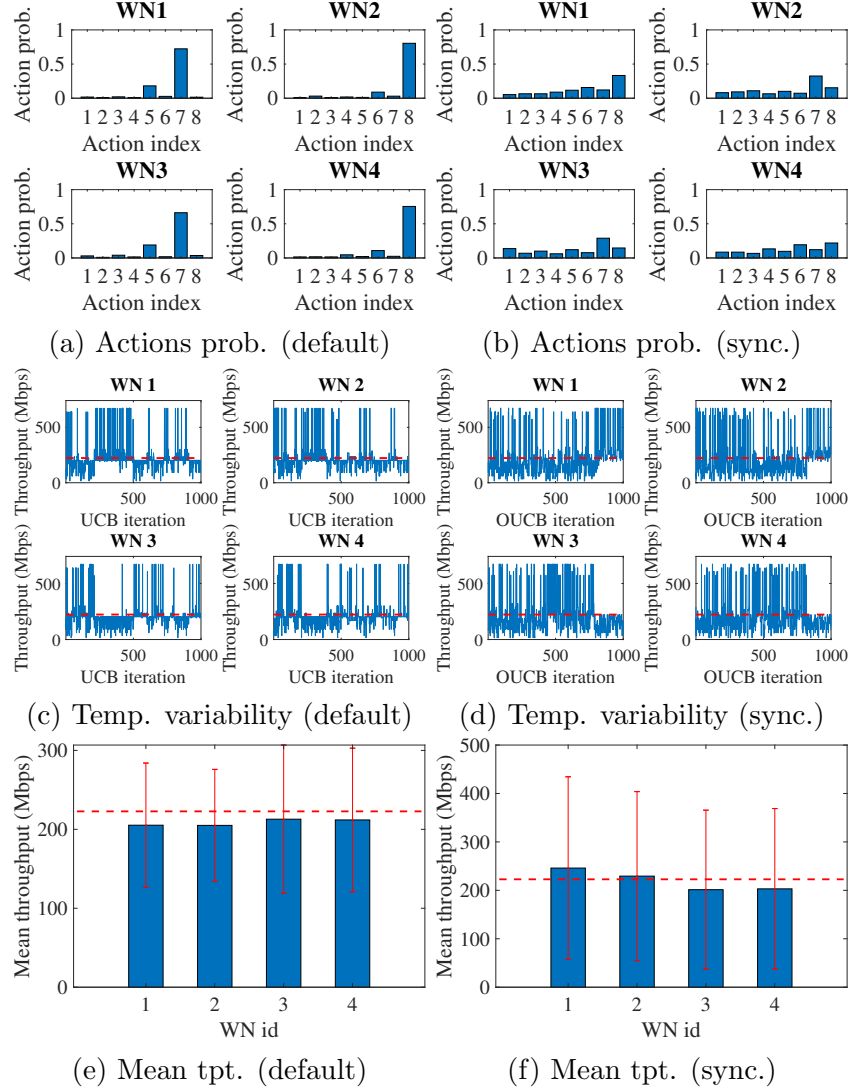 WN1 WN2 WN1 WN2
Action prob. 1 0.5 0 1 2 3 4 5 6 7 8 Action index
Action prob. 1 0.5 0 1 2 3 4 5 6 7 8 Action index
Action prob. 1 0.5 0 1 2 3 4 5 6 7 8 Action index
Action prob. 1 0.5 0 1 2 3 4 5 6 7 8 Action index
WN3 WN4 WN3 WN4
Action prob. 1 0.5 0 1 2 3 4 5 6 7 8 Action index
Action prob. 1 0.5 0 1 2 3 4 5 6 7 8 Action index
Action prob. 1 0.5 0 1 2 3 4 5 6 7 8 Action index
Action prob. 1 0.5 0 1 2 3 4 5 6 7 8 Action index
(a) Actions prob. (default) (b) Actions prob. (sync.)
WN 1 WN 2 WN 1 WN 2
Throughput (Mbps) 500 0 500 1000 UCB iteration
Throughput (Mbps) 500 0 500 1000 UCB iteration
Throughput (Mbps) 500 0 500 1000 OUCB iteration
Throughput (Mbps) 500 0 500 1000 OUCB iteration
WN 3 WN 4 WN 3 WN 4
Throughput (Mbps) 500 0 500 1000 UCB iteration
Throughput (Mbps) 500 0 500 1000 UCB iteration
Throughput (Mbps) 500 0 500 1000 OUCB iteration
Throughput (Mbps) 500 0 500 1000 OUCB iteration
(c) Temp. variability (default) (d) Temp. variability (sync.)
Mean throughput (Mbps) 300 200 100 0 1 2 3 4 WN id
Mean throughput (Mbps) 500 400 300 200 100 0 1 2 3 4 WN id
(e) Mean tpt. (default) (f) Mean tpt. (sync.)